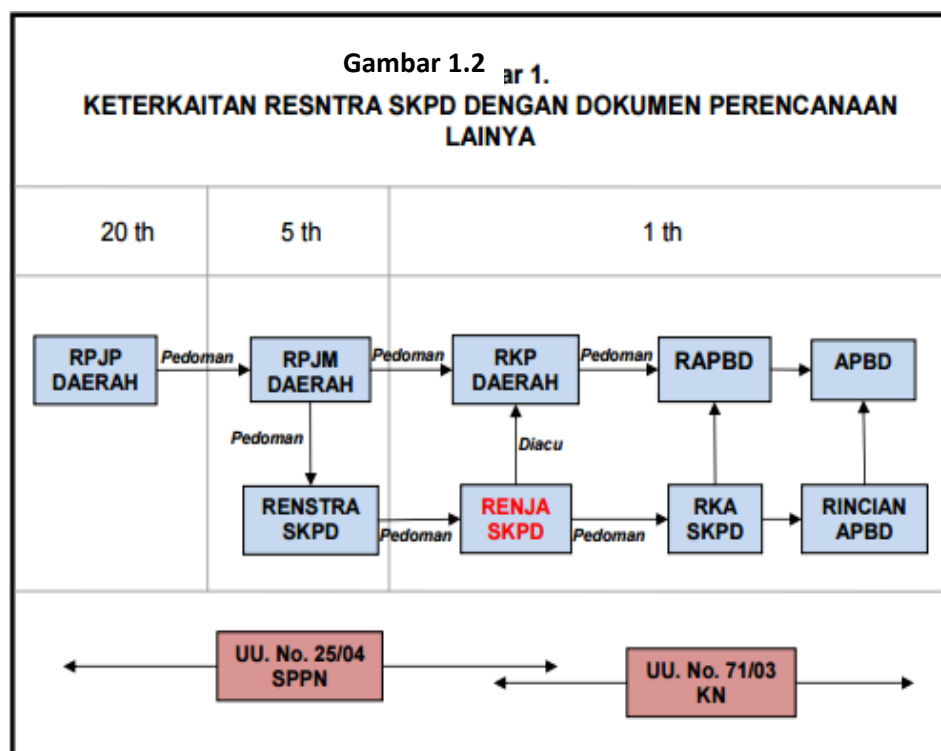 Gambar 1.2
ar 1.
KETERKAITAN RESNTRA SKPD DENGAN DOKUMEN PERENCANAAN
LAINYA
20 th
5 th
1 th
RPJP
DAERAH
Pedoman
RPJM
DAERAH
Pedoman
RKP
DAERAH
Pedoman
RAPBD
APBD
Pedoman
Diacu
RENSTRA
SKPD
Pedoman
RENJA
SKPD
Pedoman
RKA
SKPD
RINCIAN
APBD
UU. No. 25/04
SPPN
UU. No. 71/03
KN